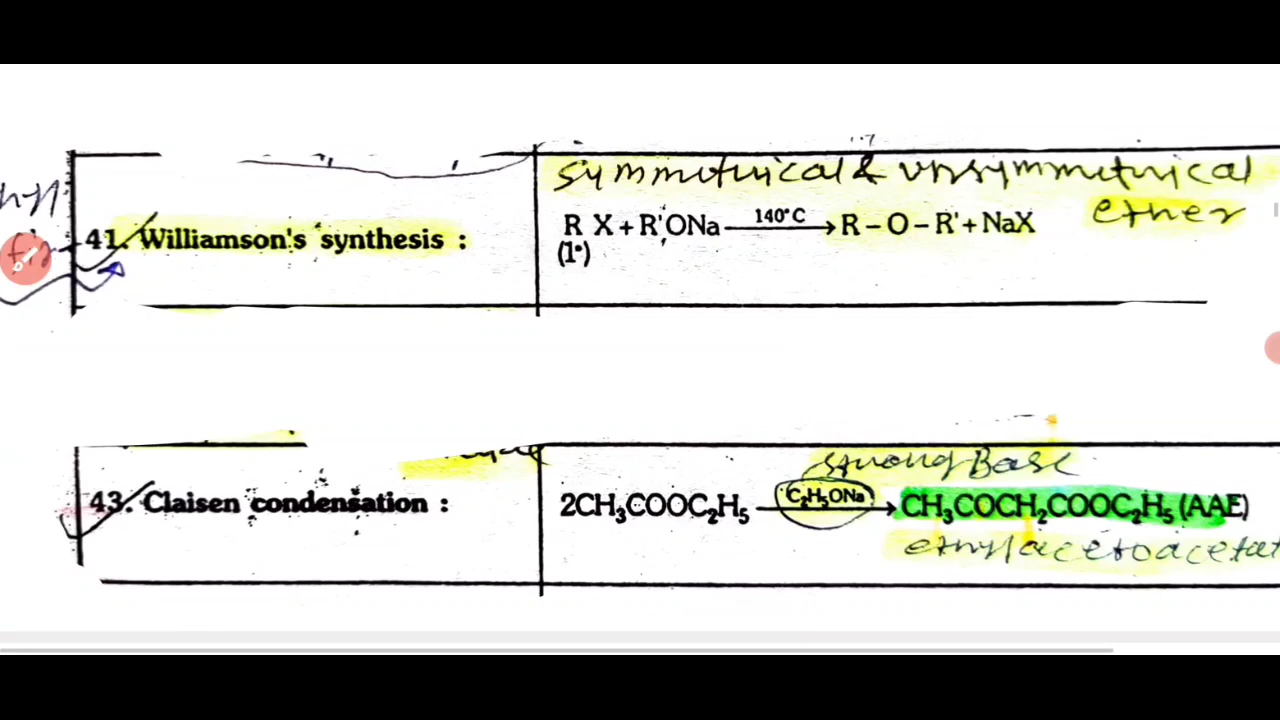 symmetrical & unsymmetrical
ether
41. Williamson's synthesis :
R X + R'ONa 140°C → R – O – R' + NaX
(1°)
strong Base
43. Claisen condensation :
2CH₃COOC₂H₅ C₂H₅ONa → CH₃COCH₂COOC₂H₅ (AAE)
ethylacetoacetat